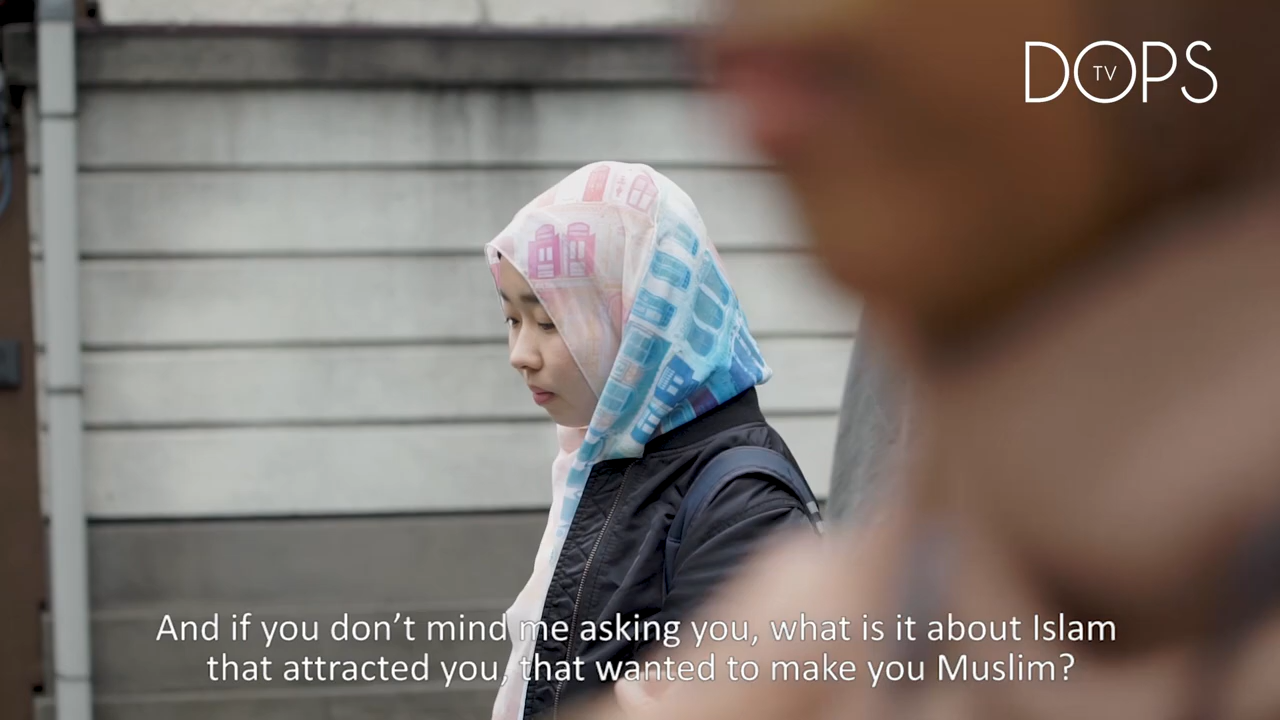 DOPS
TV
And if you don’t mind me asking you, what is it about Islam
that attracted you, that wanted to make you Muslim?